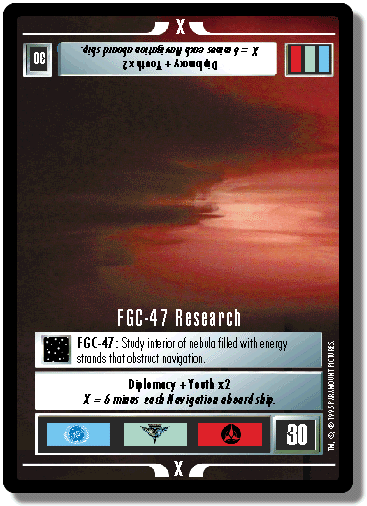 X
OC
Diplomacy + Youth x2
X = 6 minus each Navigation aboard ship.
FGC-47 Research
FGC-47: Study interior of nebula filled with energy
strands that obstruct navigation.
Diplomacy + Youth x2
X = 6 minus each Navigation aboard ship.
30
X
TM, © & © 1995 PARAMOUNT PICTURES.